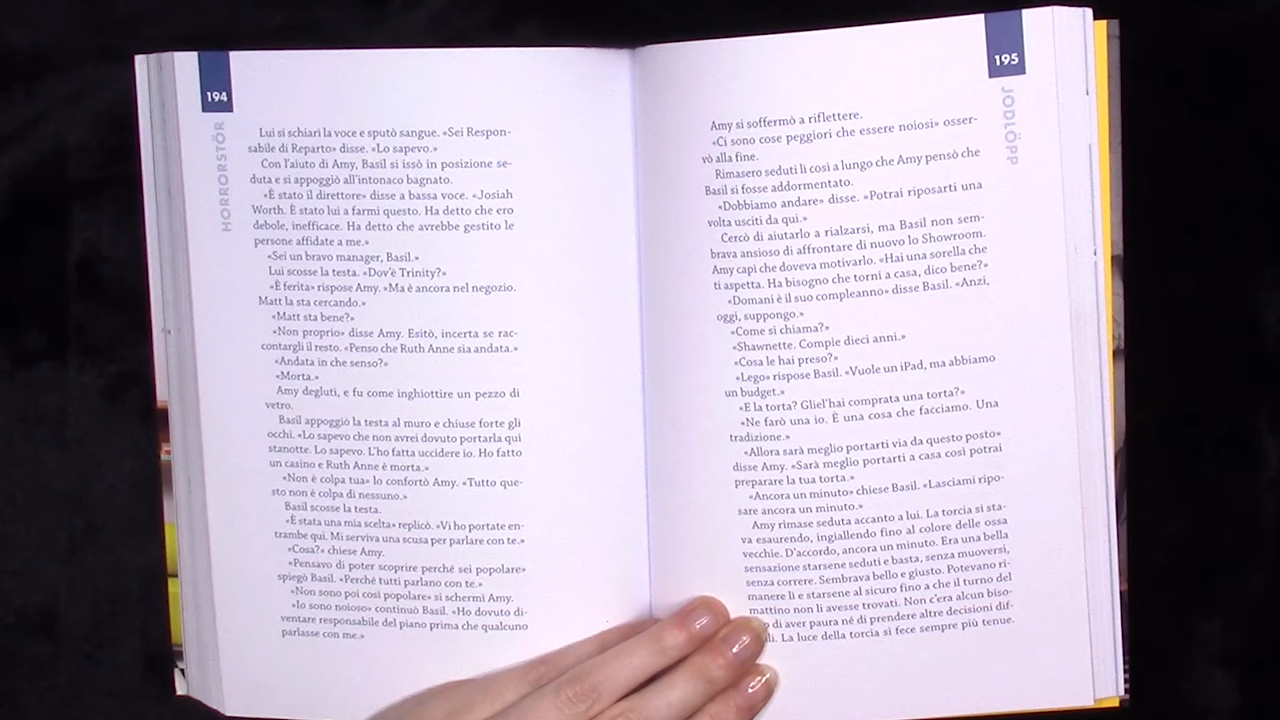 194
HORRORSTÖR
Lui si schiarì la voce e sputò sangue. «Sei Respon-
sabile di Reparto» disse. «Lo sapevo.»
Con l'aiuto di Amy, Basil si issò in posizione se-
duta e si appoggiò all'intonaco bagnato.
«È stato il direttore» disse a bassa voce. «Josiah
Worth. È stato lui a farmi questo. Ha detto che ero
debole, inefficace. Ha detto che avrebbe gestito le
persone affidate a me.»
«Sei un bravo manager, Basil.»
Lui scosse la testa. «Dov'è Trinity?»
«È ferita» rispose Amy. «Ma è ancora nel negozio.
Matt la sta cercando.»
«Matt sta bene?»
«Non proprio» disse Amy. Esitò, incerta se rac-
contargli il resto. «Penso che Ruth Anne sia andata.»
«Andata in che senso?»
«Morta.»
Amy deglutì, e fu come inghiottire un pezzo di
vetro.
Basil appoggiò la testa al muro e chiuse forte gli
occhi. «Lo sapevo che non avrei dovuto portarla qui
stanotte. Lo sapevo. L'ho fatta uccidere io. Ho fatto
un casino e Ruth Anne è morta.»
«Non è colpa tua» lo confortò Amy. «Tutto que-
sto non è colpa di nessuno.»
Basil scosse la testa.
«È stata una mia scelta» replicò. «Vi ho portate en-
trambe qui. Mi serviva una scusa per parlare con te.»
«Cosa?» chiese Amy.
«Pensavo di poter scoprire perché sei popolare»
spiegò Basil. «Perché tutti parlano con te.»
«Non sono poi così popolare» si schermì Amy.
«Io sono noioso» continuò Basil. «Ho dovuto di-
ventare responsabile del piano prima che qualcuno
parlasse con me.»
195
JODLÖPP
Amy si soffermò a riflettere.
«Ci sono cose peggiori che essere noiosi» osser-
vò alla fine.
Rimasero seduti lì così a lungo che Amy pensò che
Basil si fosse addormentato.
«Dobbiamo andare» disse. «Potrai riposarti una
volta usciti da qui.»
Cercò di aiutarlo a rialzarsi, ma Basil non sem-
brava ansioso di affrontare di nuovo lo Showroom.
Amy capì che doveva motivarlo. «Hai una sorella che
ti aspetta. Ha bisogno che torni a casa, dico bene?»
«Domani è il suo compleanno» disse Basil. «Anzi,
oggi, suppongo.»
«Come si chiama?»
«Shawnette. Compie dieci anni.»
«Cosa le hai preso?»
«Lego» rispose Basil. «Vuole un iPad, ma abbiamo
un budget.»
«E la torta? Gliel'hai comprata una torta?»
«Ne farò una io. È una cosa che facciamo. Una
tradizione.»
«Allora sarà meglio portarti via da questo posto»
disse Amy. «Sarà meglio portarti a casa così potrai
preparare la tua torta.»
«Ancora un minuto» chiese Basil. «Lasciami ripo-
sare ancora un minuto.»
Amy rimase seduta accanto a lui. La torcia si sta-
va esaurendo, ingiallendo fino al colore delle ossa
vecchie. D'accordo, ancora un minuto. Era una bella
sensazione starsene seduti e basta, senza muoversi,
senza correre. Sembrava bello e giusto. Potevano ri-
manere lì e starsene al sicuro fino a che il turno del
mattino non li avesse trovati. Non c'era alcun biso-
di aver paura né di prendere altre decisioni dif-
La luce della torcia si fece sempre più tenue.